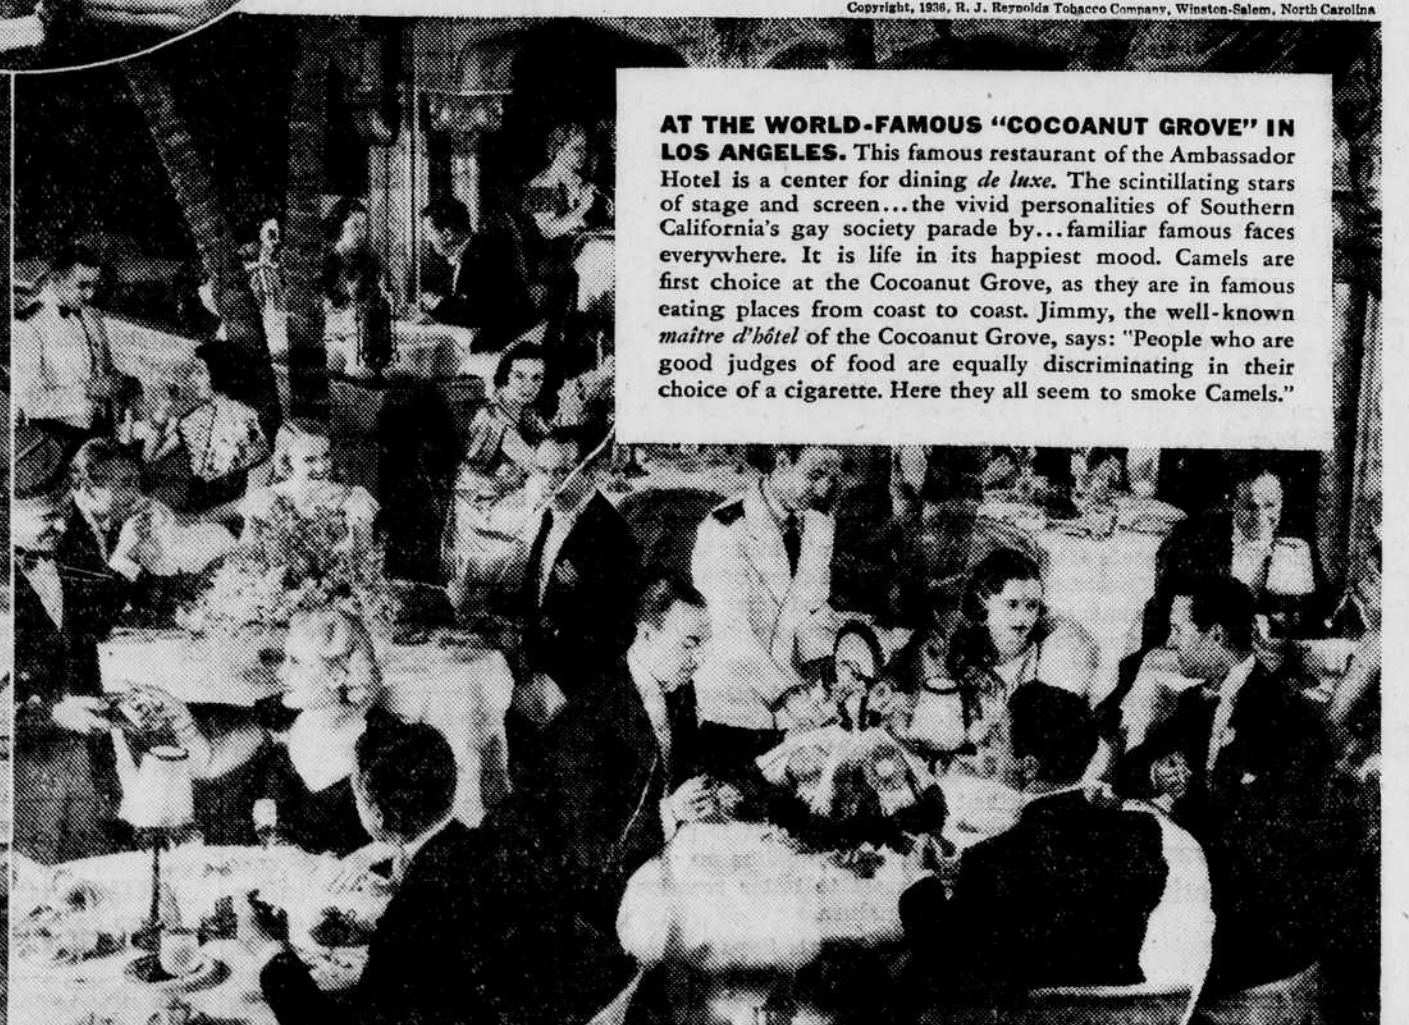 Copyright, 1936, R. J. Reynolds Tobacco Company, Winston-Salem, North Carolina
AT THE WORLD-FAMOUS “COCOANUT GROVE” IN
LOS ANGELES. This famous restaurant of the Ambassador
Hotel is a center for dining de luxe. The scintillating stars
of stage and screen...the vivid personalities of Southern
California's gay society parade by...familiar famous faces
everywhere. It is life in its happiest mood. Camels are
first choice at the Cocoanut Grove, as they are in famous
eating places from coast to coast. Jimmy, the well-known
maître d'hôtel of the Cocoanut Grove, says: "People who are
good judges of food are equally discriminating in their
choice of a cigarette. Here they all seem to smoke Camels.”